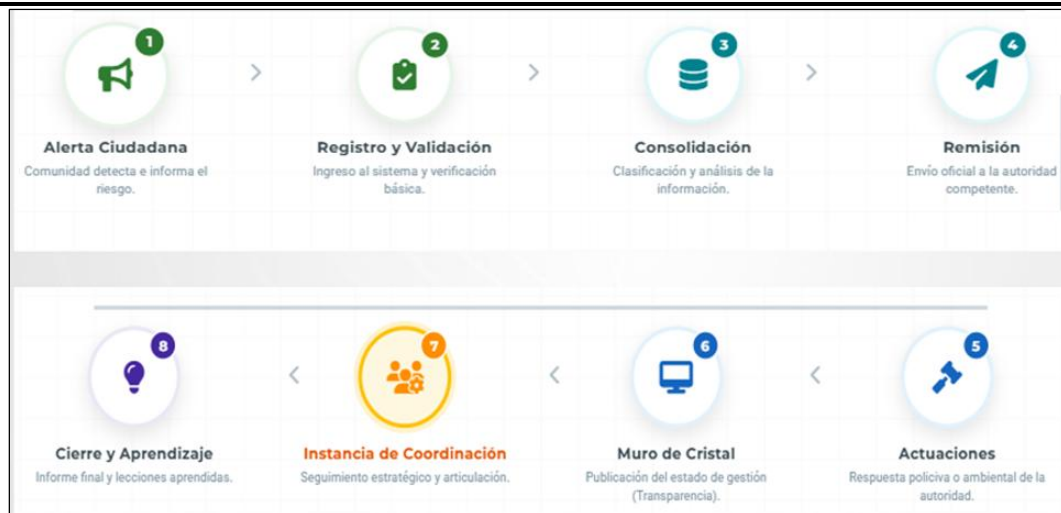 1
2
3
4
Alerta Ciudadana
Comunidad detecta e informa el
riesgo.
Registro y Validación
Ingreso al sistema y verificación
básica.
Consolidación
Clasificación y análisis de la
información.
Remisión
Envío oficial a la autoridad
competente.
8
7
6
5
Cierre y Aprendizaje
Informe final y lecciones aprendidas.
Instancia de Coordinación
Seguimiento estratégico y articulación.
Muro de Cristal
Publicación del estado de gestión
(Transparencia).
Actuaciones
Respuesta policiva o ambiental de la
autoridad.